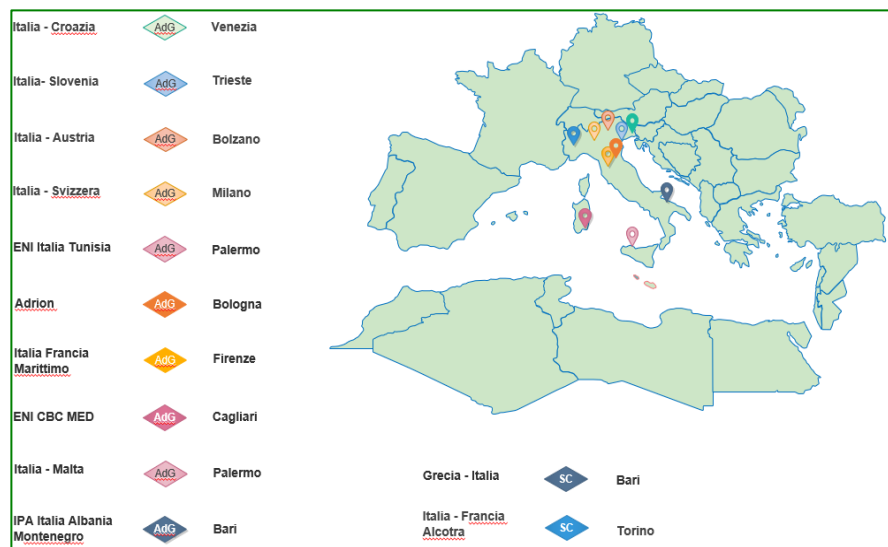 Italia - Croazia AdG Venezia
Italia- Slovenia AdG Trieste
Italia - Austria AdG Bolzano
Italia - Svizzera AdG Milano
ENI Italia Tunisia AdG Palermo
Adrion AdG Bologna
Italia Francia
Marittimo AdG Firenze
ENI CBC MED AdG Cagliari
Italia - Malta AdG Palermo
IPA Italia Albania
Montenegro AdG Bari
Grecia - Italia SC Bari
Italia - Francia
Alcotra SC Torino